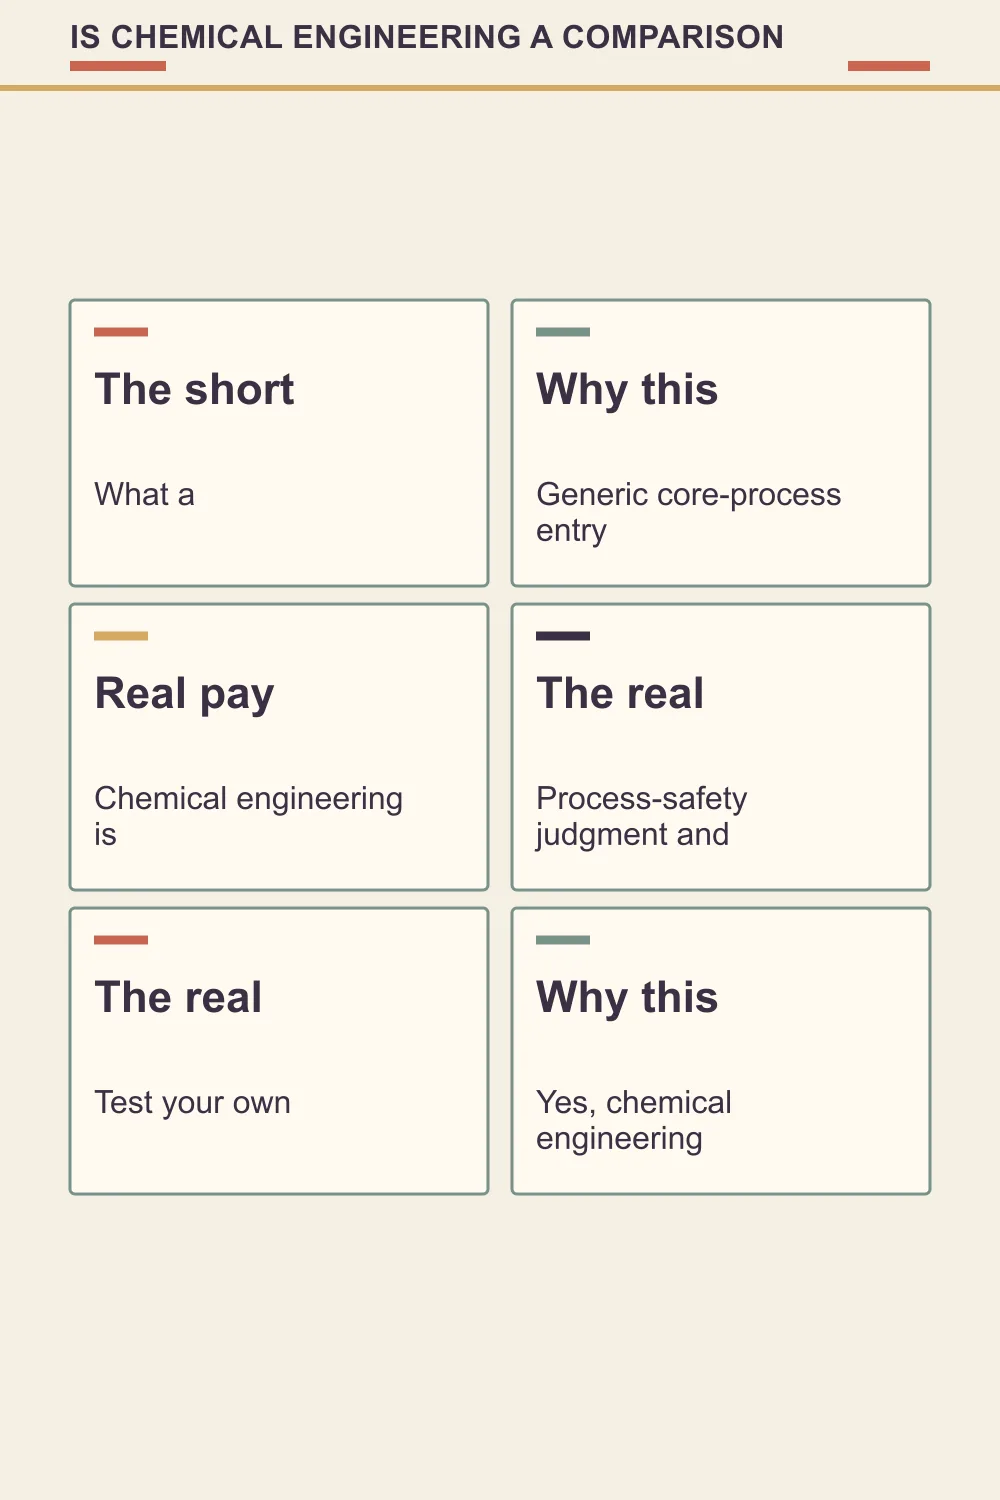 IS CHEMICAL ENGINEERING A COMPARISON
The short
What a
Why this
Generic core-process
entry
Real pay
Chemical engineering
is
The real
Process-safety
judgment and
The real
Test your own
Why this
Yes, chemical
engineering